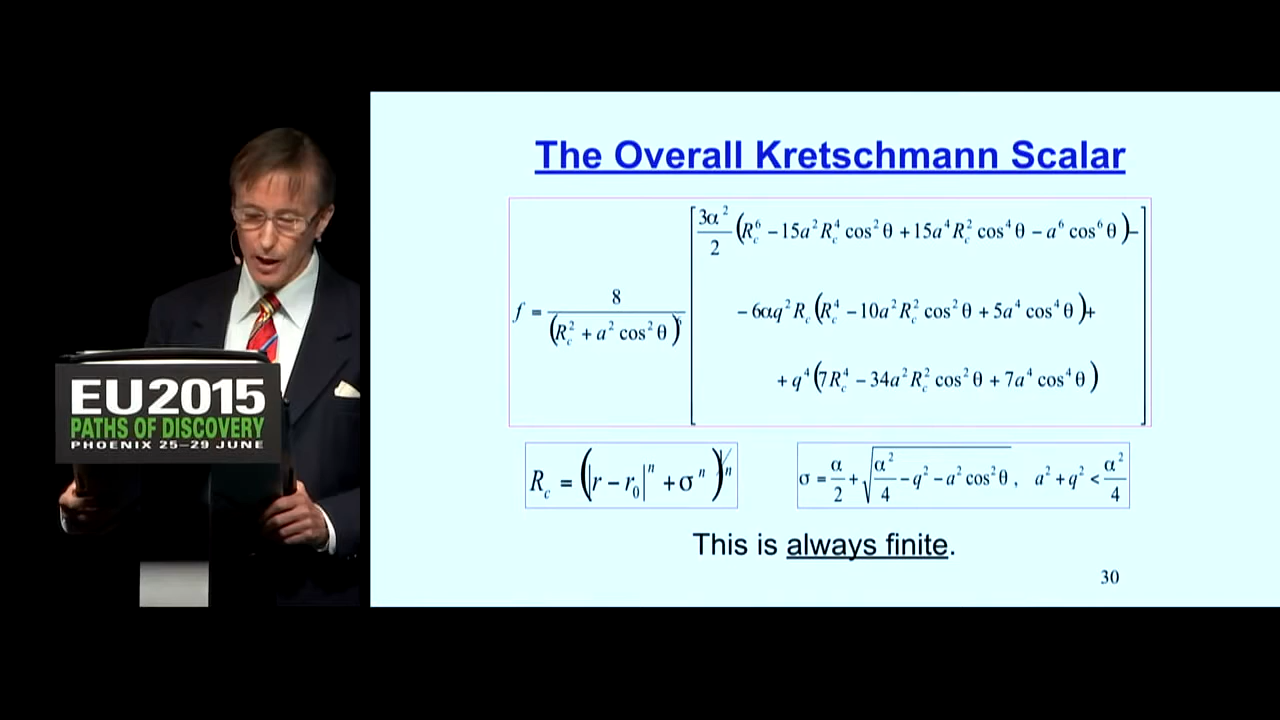 The Overall Kretschmann Scalar
f = 8/(R_c^2 + a^2 cos^2 θ)^6 [ 3α^2/2 (R_c^6 − 15a^2 R_c^4 cos^2 θ + 15a^4 R_c^2 cos^4 θ − a^6 cos^6 θ) −
− 6αq^2 R_c (R_c^4 − 10a^2 R_c^2 cos^2 θ + 5a^4 cos^4 θ) +
+ q^4 (7R_c^4 − 34a^2 R_c^2 cos^2 θ + 7a^4 cos^4 θ) ]
R_c = (|r − r_0|^n + σ^n)^1/n
σ = α/2 + √(α^2/4 − q^2 − a^2 cos^2 θ) , a^2 + q^2 < α^2/4
This is always finite.
30
EU2015
PATHS OF DISCOVERY
PHOENIX 25–29 JUNE